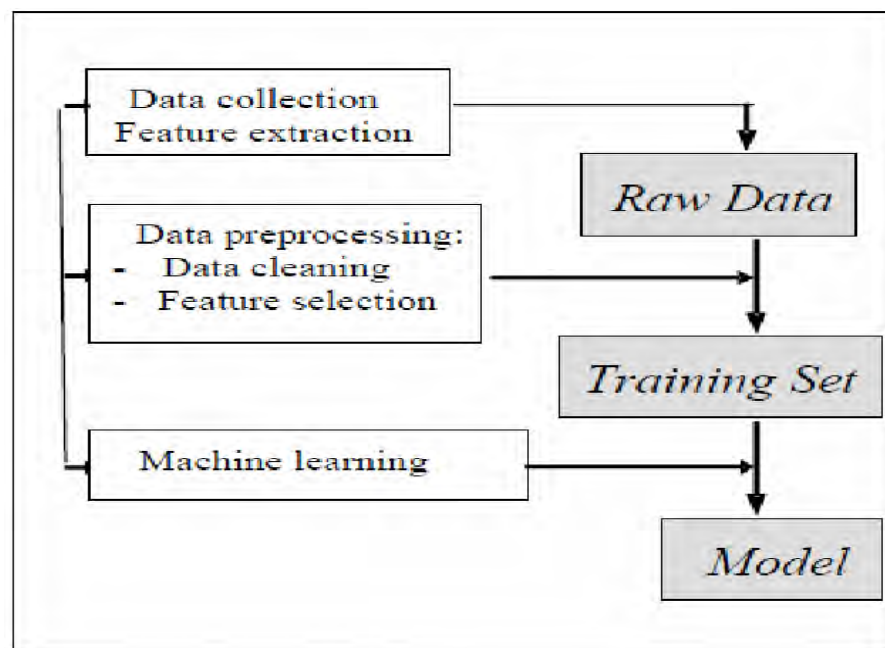 Data collection
Feature extraction
Raw Data
Data preprocessing:
- Data cleaning
- Feature selection
Training Set
Machine learning
Model